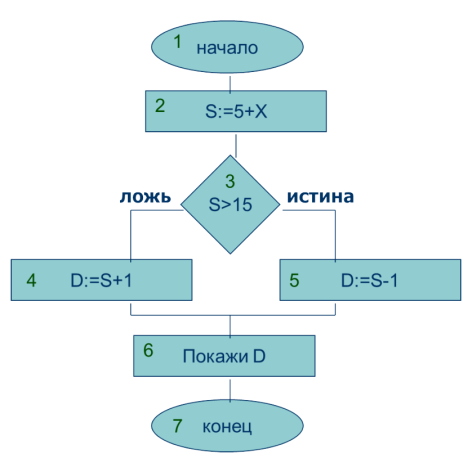 1 начало
2 S:=5+X
3
ложь S>15 истина
4 D:=S+1 5 D:=S-1
6 Покажи D
7 конец